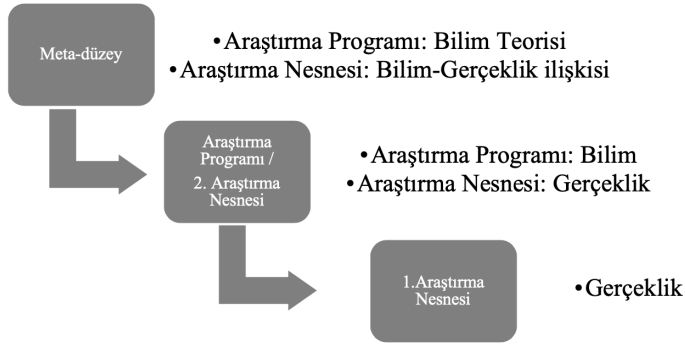 Meta-düzey
•Araştırma Programı: Bilim Teorisi
•Araştırma Nesnesi: Bilim-Gerçeklik ilişkisi
Araştırma
Programı /
2. Araştırma
Nesnesi
•Araştırma Programı: Bilim
•Araştırma Nesnesi: Gerçeklik
1.Araştırma
Nesnesi
•Gerçeklik